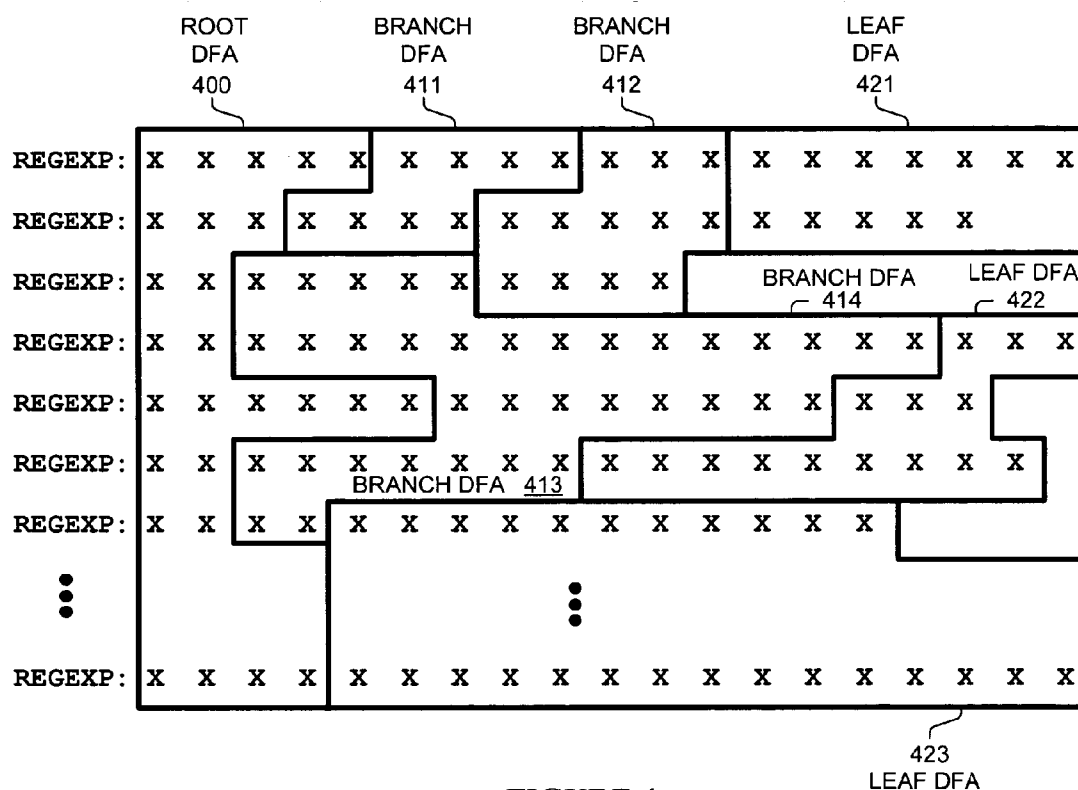 ROOT DFA 400
BRANCH DFA 411
BRANCH DFA 412
LEAF DFA 421
REGEXP: X X X X X X X X X X X X X X X X X X X
REGEXP: X X X X X X X X X X X X X X X X X
REGEXP: X X X X X X X X X X X
BRANCH DFA 414
LEAF DFA 422
REGEXP: X X X X X X X X X X X X X X X X X X X
REGEXP: X X X X X X X X X X X X X X X X X
REGEXP: X X X X X X X X X X X X X X X X X X
BRANCH DFA 413
REGEXP: X X X X X X X X X X X X X X X
REGEXP: X X X X X X X X X X X X X X X X X X X
423
LEAF DFA